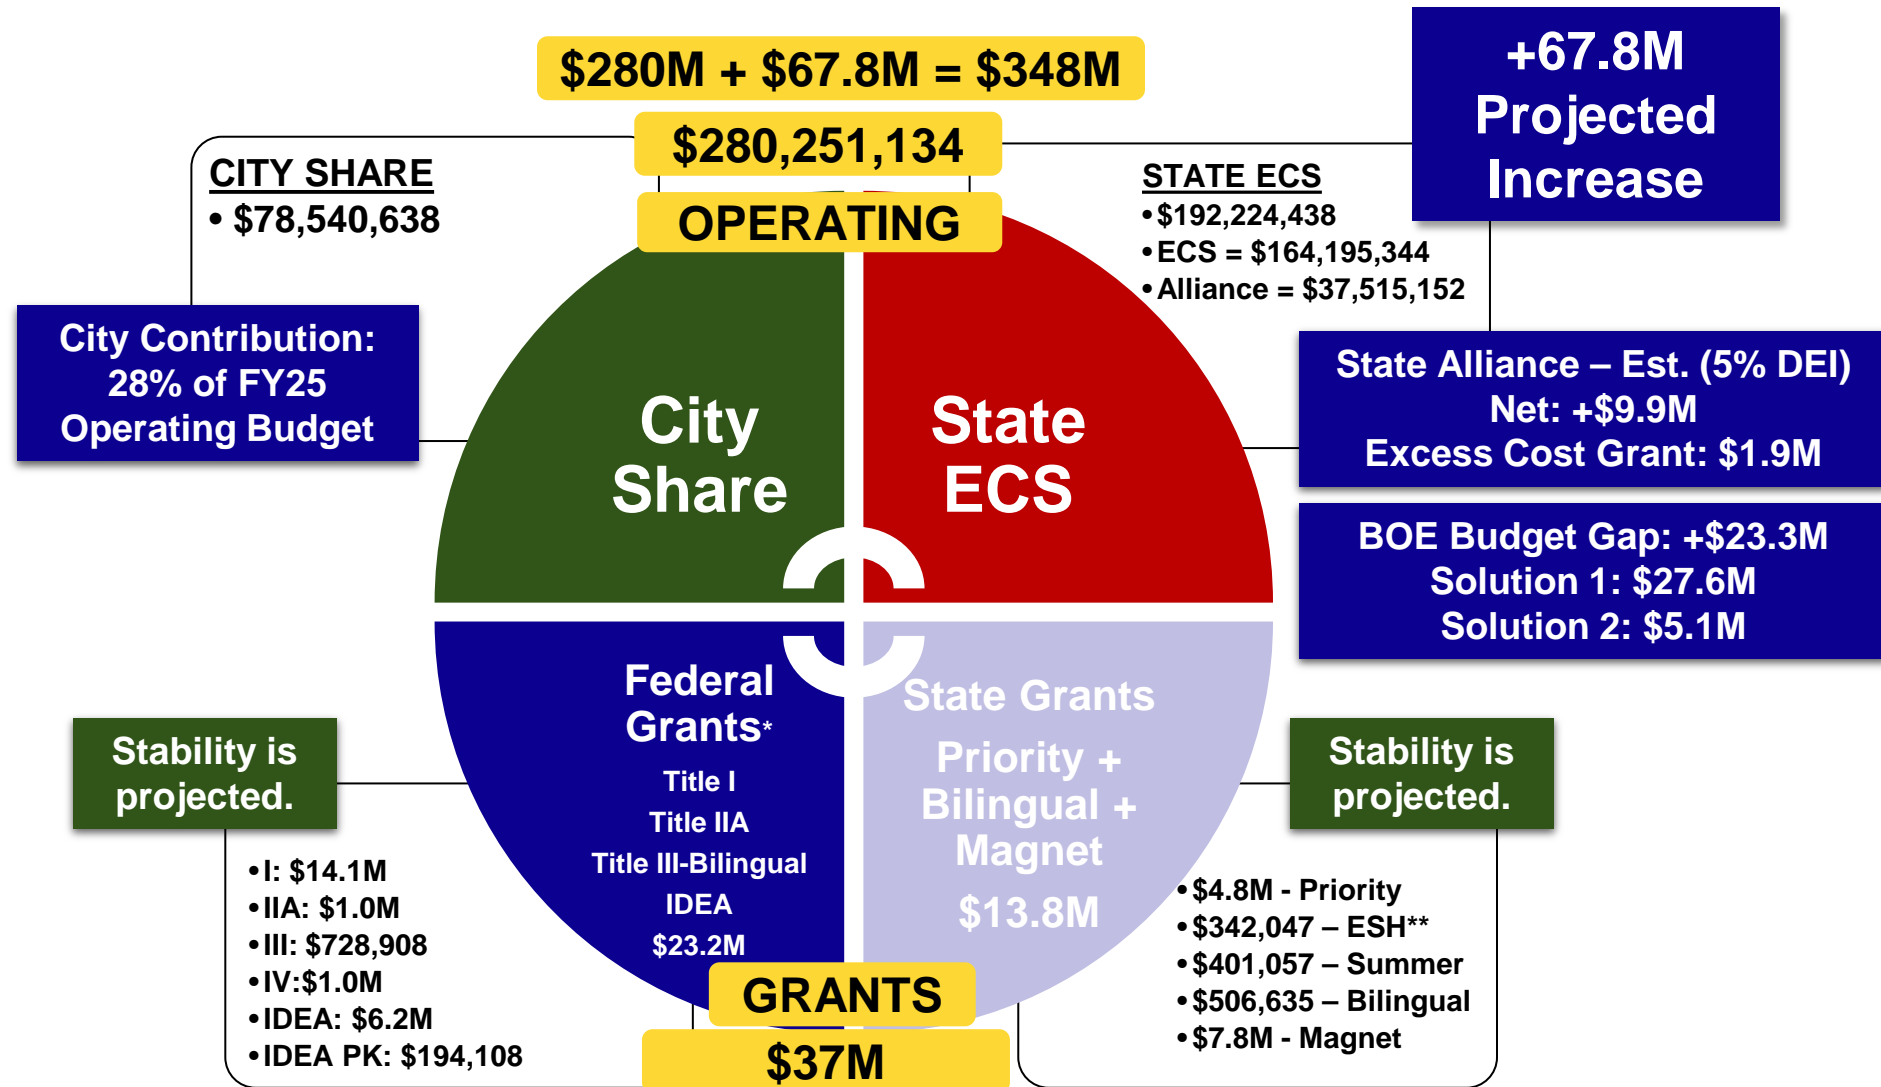 $280M + $67.8M = $348M
+67.8M
Projected
Increase
$280,251,134
OPERATING
CITY SHARE
• $78,540,638
STATE ECS
• $192,224,438
• ECS = $164,195,344
• Alliance = $37,515,152
City Contribution:
28% of FY25
Operating Budget
State Alliance – Est. (5% DEI)
Net: +$9.9M
Excess Cost Grant: $1.9M
BOE Budget Gap: +$23.3M
Solution 1: $27.6M
Solution 2: $5.1M
City
Share
State
ECS
Federal
Grants*
Title I
Title IIA
Title III-Bilingual
IDEA
$23.2M
State Grants
Priority +
Bilingual +
Magnet
$13.8M
Stability is
projected.
• I: $14.1M
• IIA: $1.0M
• III: $728,908
• IV:$1.0M
• IDEA: $6.2M
• IDEA PK: $194,108
Stability is
projected.
• $4.8M - Priority
• $342,047 – ESH**
• $401,057 – Summer
• $506,635 – Bilingual
• $7.8M - Magnet
GRANTS
$37M